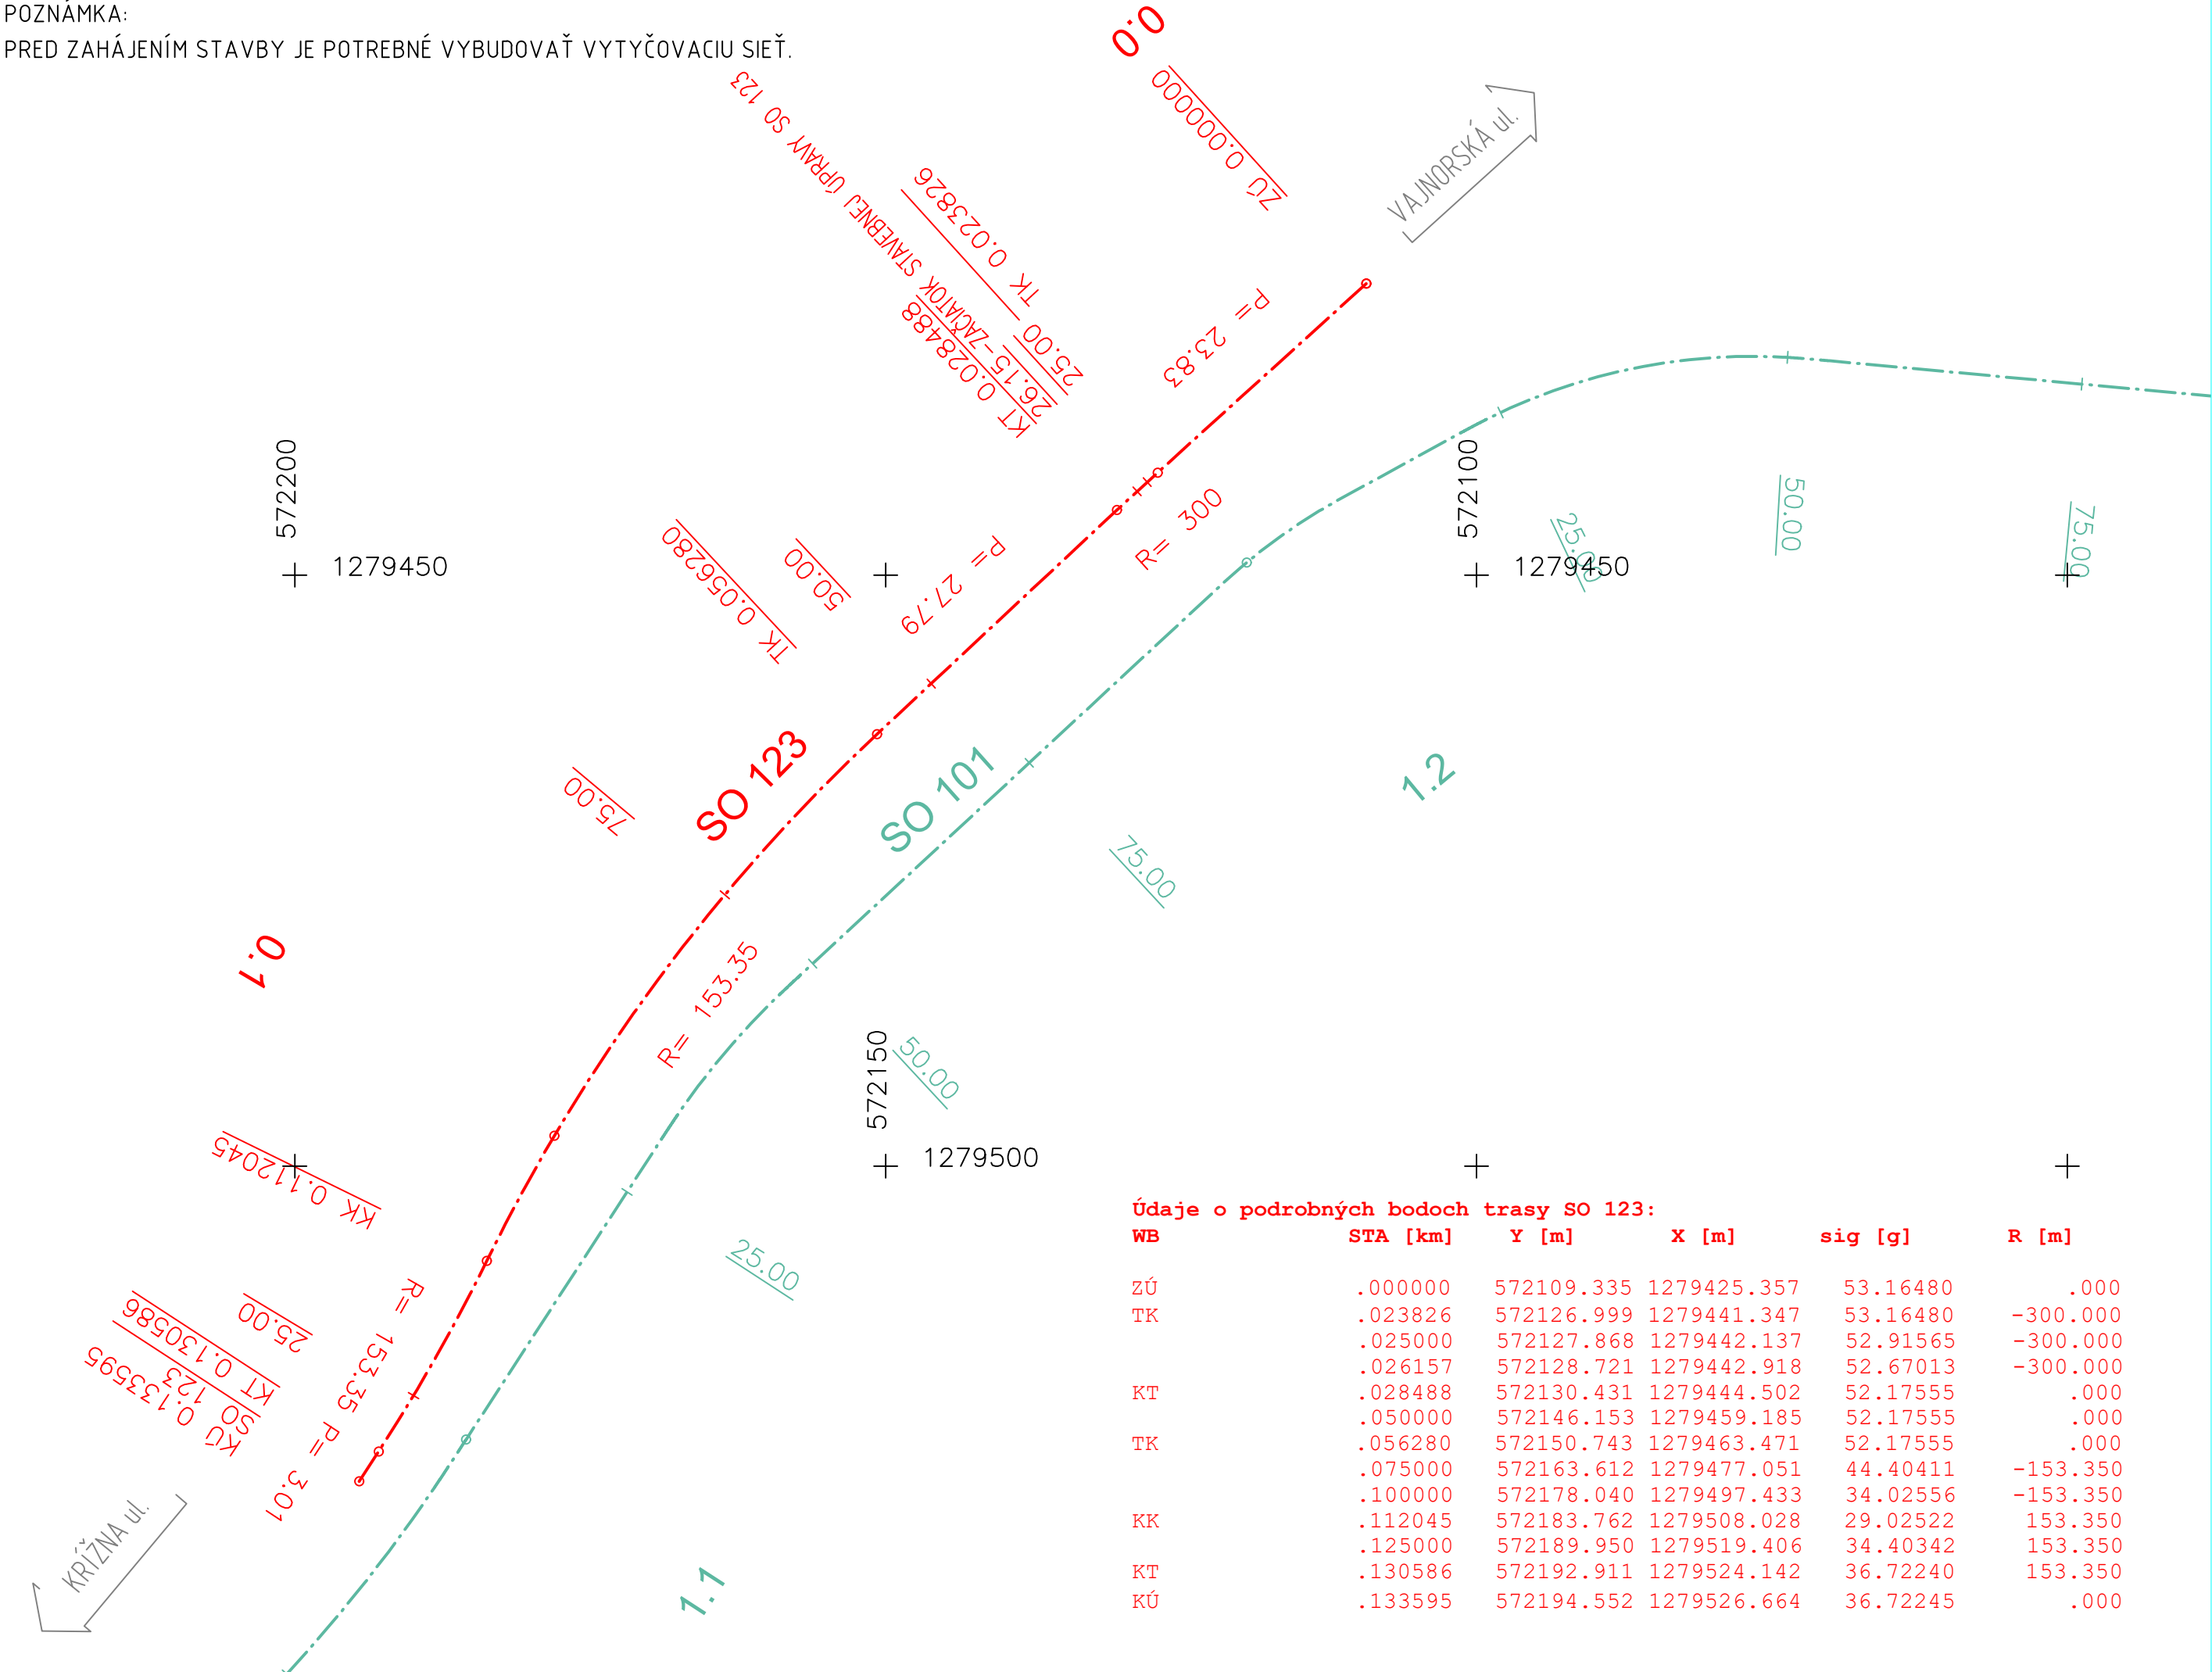 POZNÁMKA:
PRED ZAHÁJENÍM STAVBY JE POTREBNÉ VYBUDOVAŤ VYTYČOVACIU SIEŤ.
0.0
ZÚ 0.000000
VAJNORSKÁ ul.
TK 0.023826
25.00
26.15-ZAČIATOK STAVEBNEJ ÚPRAVY SO 123
KT 0.028488
P= 23.83
R= 300
572200
1279450
572100
1279450
25.00
50.00
75.00
50.00
TK 0.056280
P= 27.79
SO 123
SO 101
1.2
75.00
75.00
0.1
R= 153.35
572150
1279500
50.00
KK 0.112045
25.00
25.00
KT 0.130586
KÚ 0.133595
SO 123
R= 153.35
P= 3.01
KRÍŽNA ul.
1.1
Údaje o podrobných bodoch trasy SO 123:
WB STA [km] Y [m] X [m] sig [g] R [m]
ZÚ .000000 572109.335 1279425.357 53.16480 .000
TK .023826 572126.999 1279441.347 53.16480 -300.000
.025000 572127.868 1279442.137 52.91565 -300.000
.026157 572128.721 1279442.918 52.67013 -300.000
KT .028488 572130.431 1279444.502 52.17555 .000
.050000 572146.153 1279459.185 52.17555 .000
TK .056280 572150.743 1279463.471 52.17555 .000
.075000 572163.612 1279477.051 44.40411 -153.350
.100000 572178.040 1279497.433 34.02556 -153.350
KK .112045 572183.762 1279508.028 29.02522 153.350
.125000 572189.950 1279519.406 34.40342 153.350
KT .130586 572192.911 1279524.142 36.72240 153.350
KÚ .133595 572194.552 1279526.664 36.72245 .000